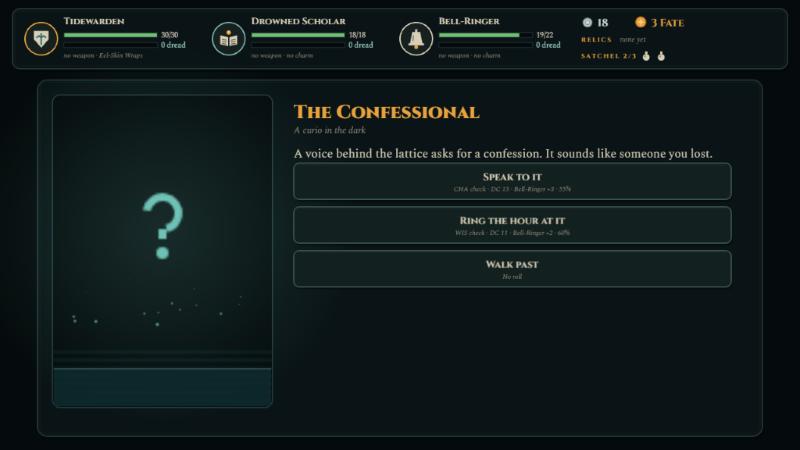 TIDEWARDEN
30/30
0 dread
no weapon · Eel-Skin Wraps
DROWNED SCHOLAR
18/18
0 dread
no weapon · no charm
BELL-RINGER
19/22
0 dread
no weapon · no charm
18
3 FATE
RELICS none yet
SATCHEL 2/3
THE CONFESSIONAL
A curio in the dark
?
A voice behind the lattice asks for a confession. It sounds like someone you lost.
SPEAK TO IT
CHA check · DC 13 · Bell-Ringer +3 · 55%
RING THE HOUR AT IT
WIS check · DC 11 · Bell-Ringer +2 · 60%
WALK PAST
No roll